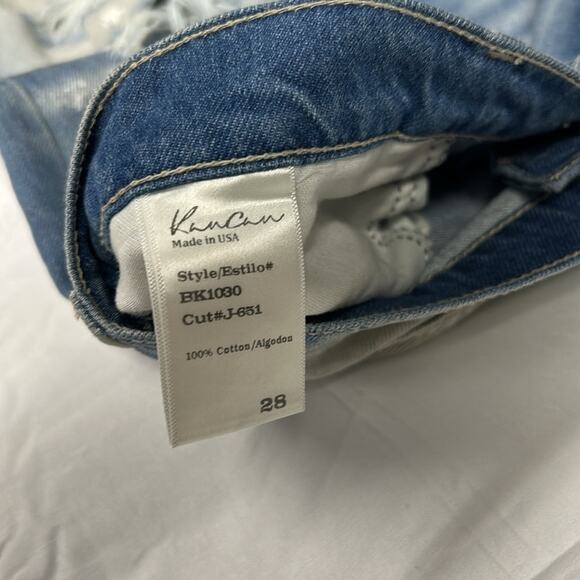 KanCan
Made in USA
Style/Estilo#
BK1030
Cut#J-651
100% Cotton/Algodon
28